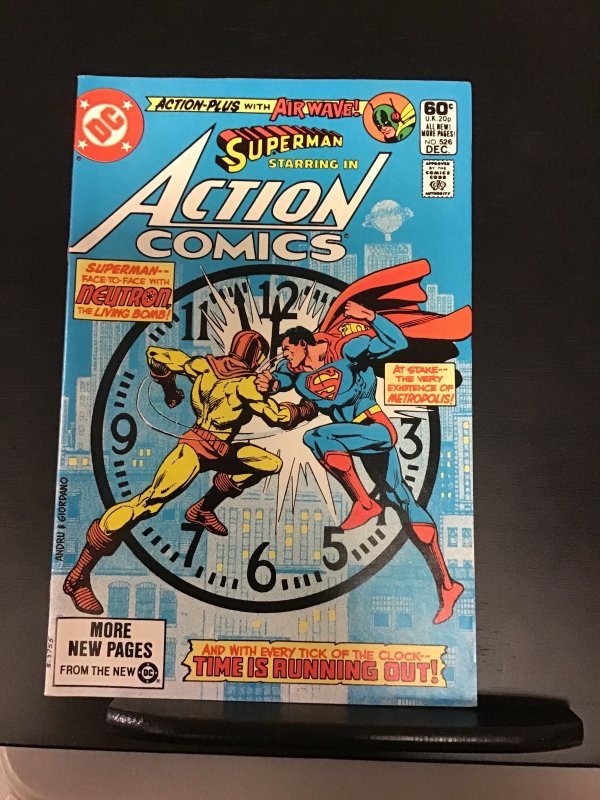 DC
ACTION-PLUS WITH AIR WAVE!
60¢
U.K. 20p
ALL NEW!
MORE PAGES!
NO. 526
DEC.
APPROVED
BY THE
COMICS
CODE
AUTHORITY
SUPERMAN
STARRING IN
ACTION
COMICS
SUPERMAN--
FACE-TO-FACE WITH
NEUTRON
THE LIVING BOMB!
11 12
AT STAKE--
THE VERY
EXISTENCE OF
METROPOLIS!
9
3
7 6 5
ANDRU & GIORDANO
MORE
NEW PAGES
FROM THE NEW DC
AND WITH EVERY TICK OF THE CLOCK--
TIME IS RUNNING OUT!